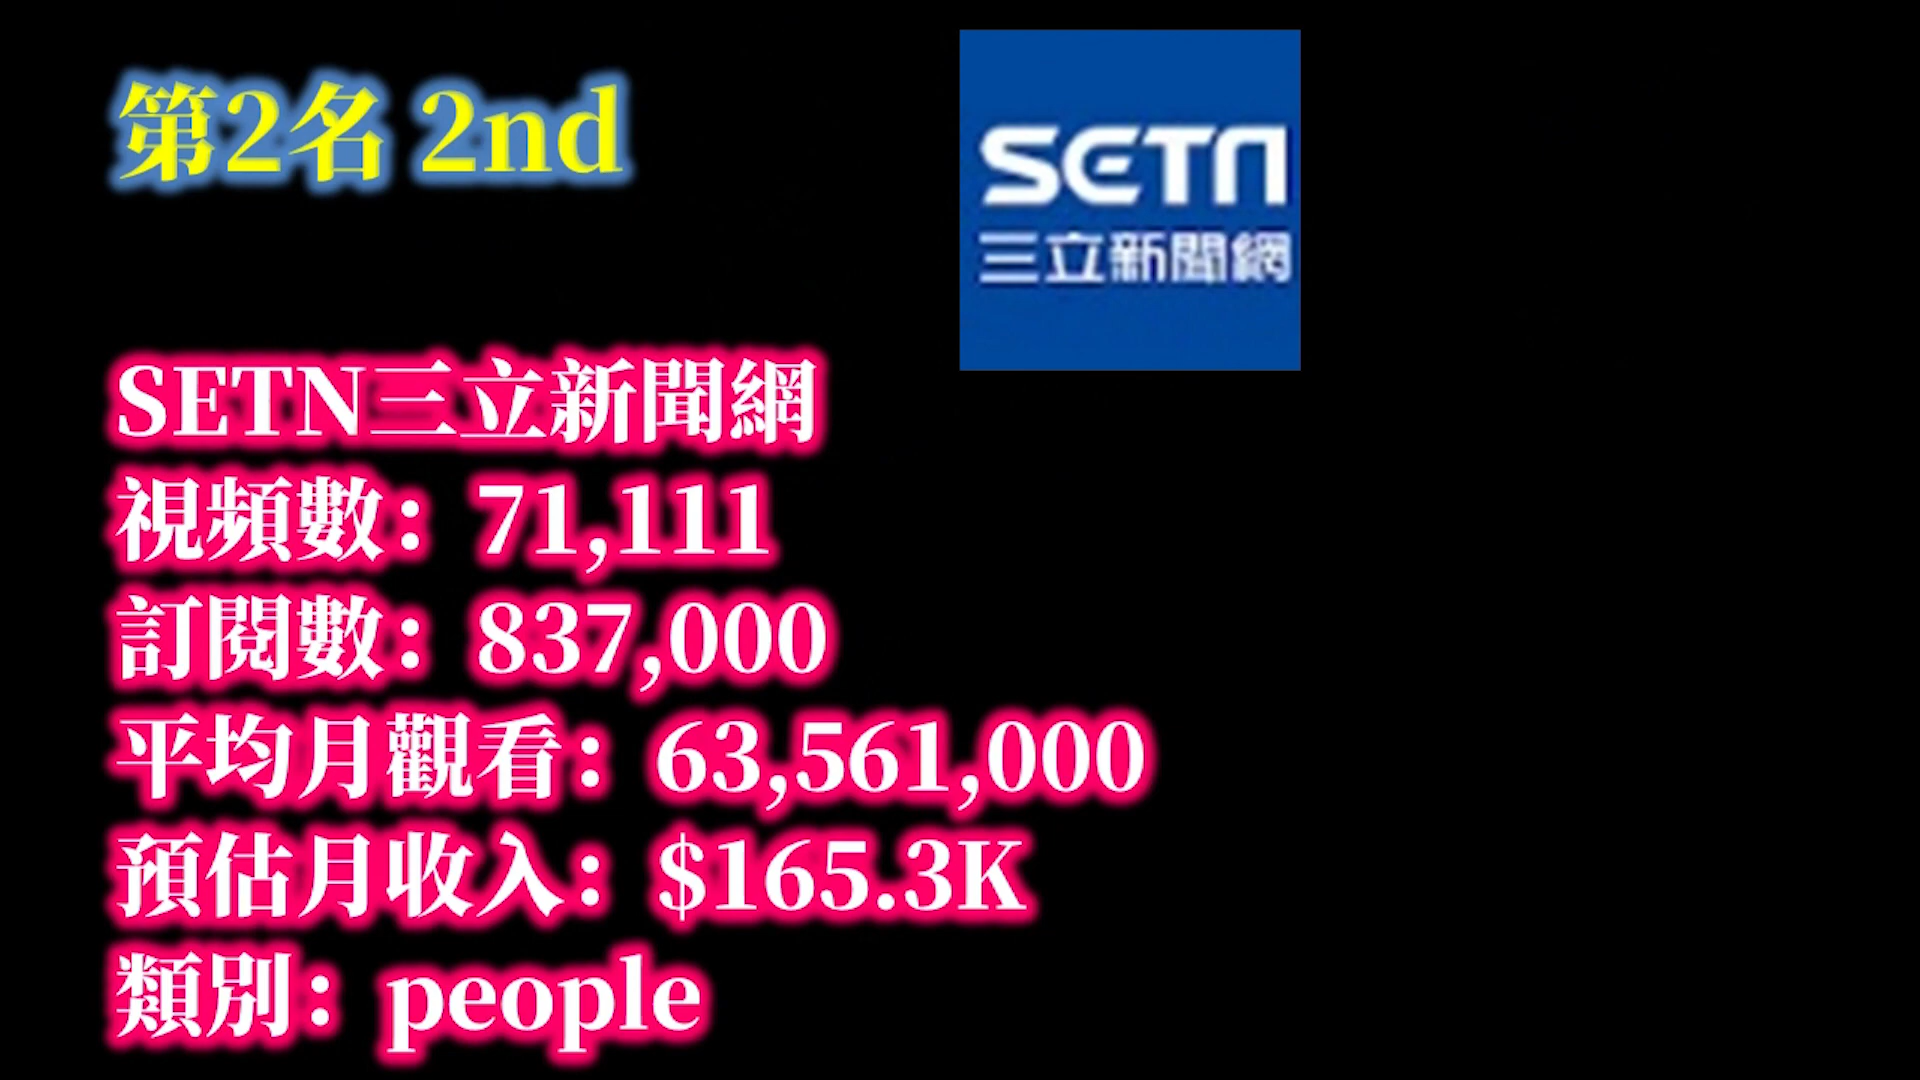 第2名 2nd
SETN
三立新聞網
SETN三立新聞網
視頻數：71,111
訂閱數：837,000
平均月觀看：63,561,000
預估月收入：$165.3K
類別：people